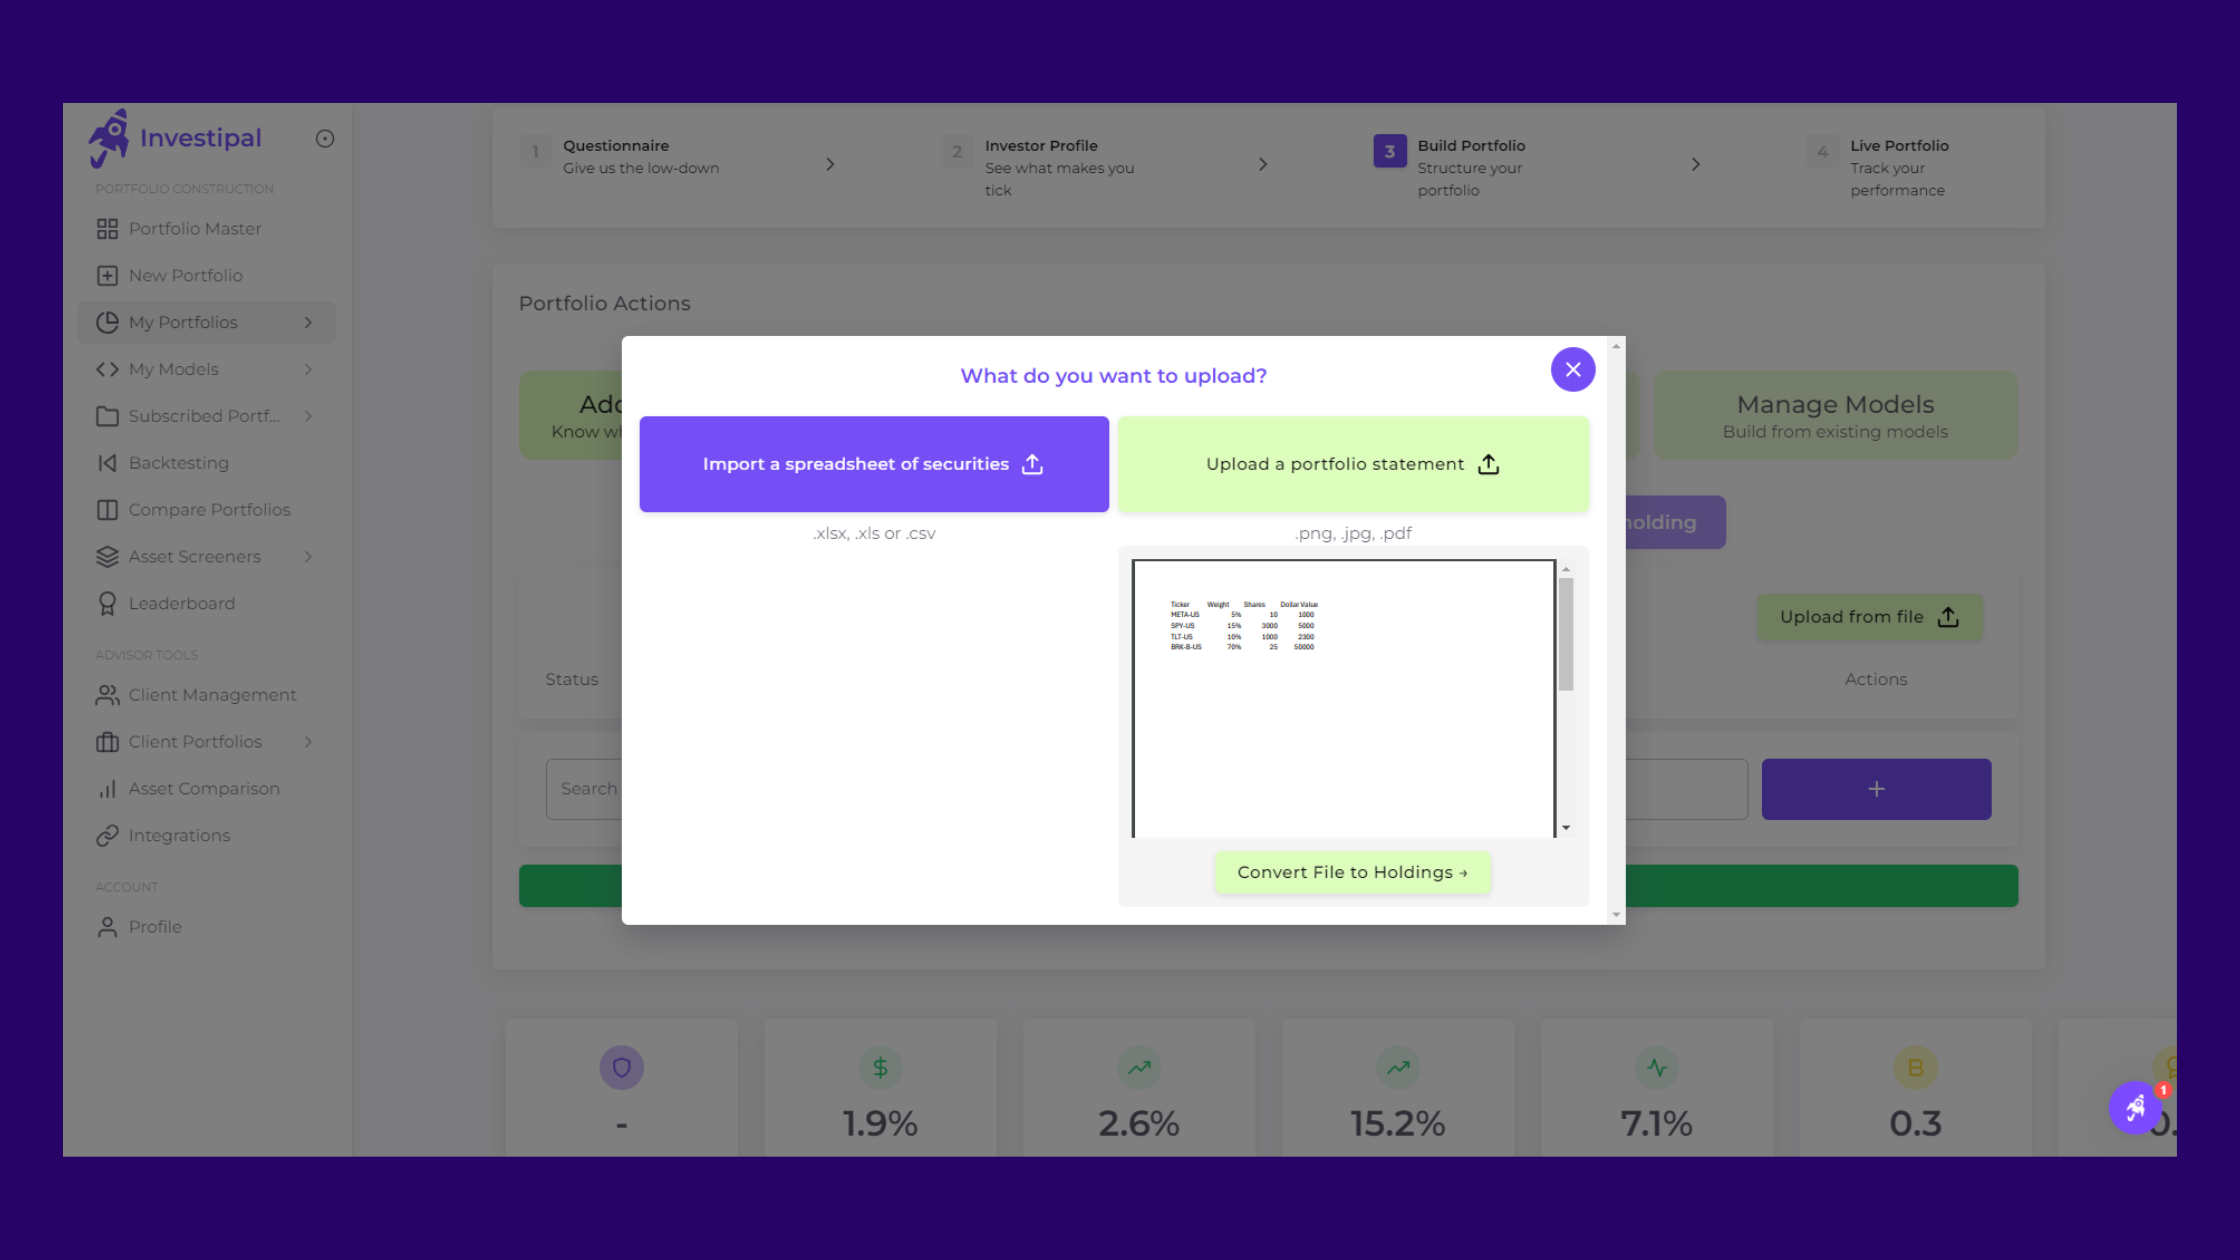 Investipal
PORTFOLIO CONSTRUCTION
Portfolio Master
New Portfolio
My Portfolios
My Models
Subscribed Portf...
Backtesting
Compare Portfolios
Asset Screeners
Leaderboard
ADVISOR TOOLS
Client Management
Client Portfolios
Asset Comparison
Integrations
ACCOUNT
Profile
1 Questionnaire
Give us the low-down
2 Investor Profile
See what makes you
tick
3 Build Portfolio
Structure your
portfolio
4 Live Portfolio
Track your
performance
Portfolio Actions
Manage Models
Build from existing models
holding
Upload from file
Status
Actions
Search
+
What do you want to upload?
Import a spreadsheet of securities
.xlsx, .xls or .csv
Upload a portfolio statement
.png, .jpg, .pdf
Ticker Weight Shares Dollar Value
META-US 5% 10 1000
SPY-US 15% 3000 5000
TLT-US 10% 1000 2300
BRK-B-US 70% 25 50000
Convert File to Holdings →
- 1.9% 2.6% 15.2% 7.1% 0.3
1